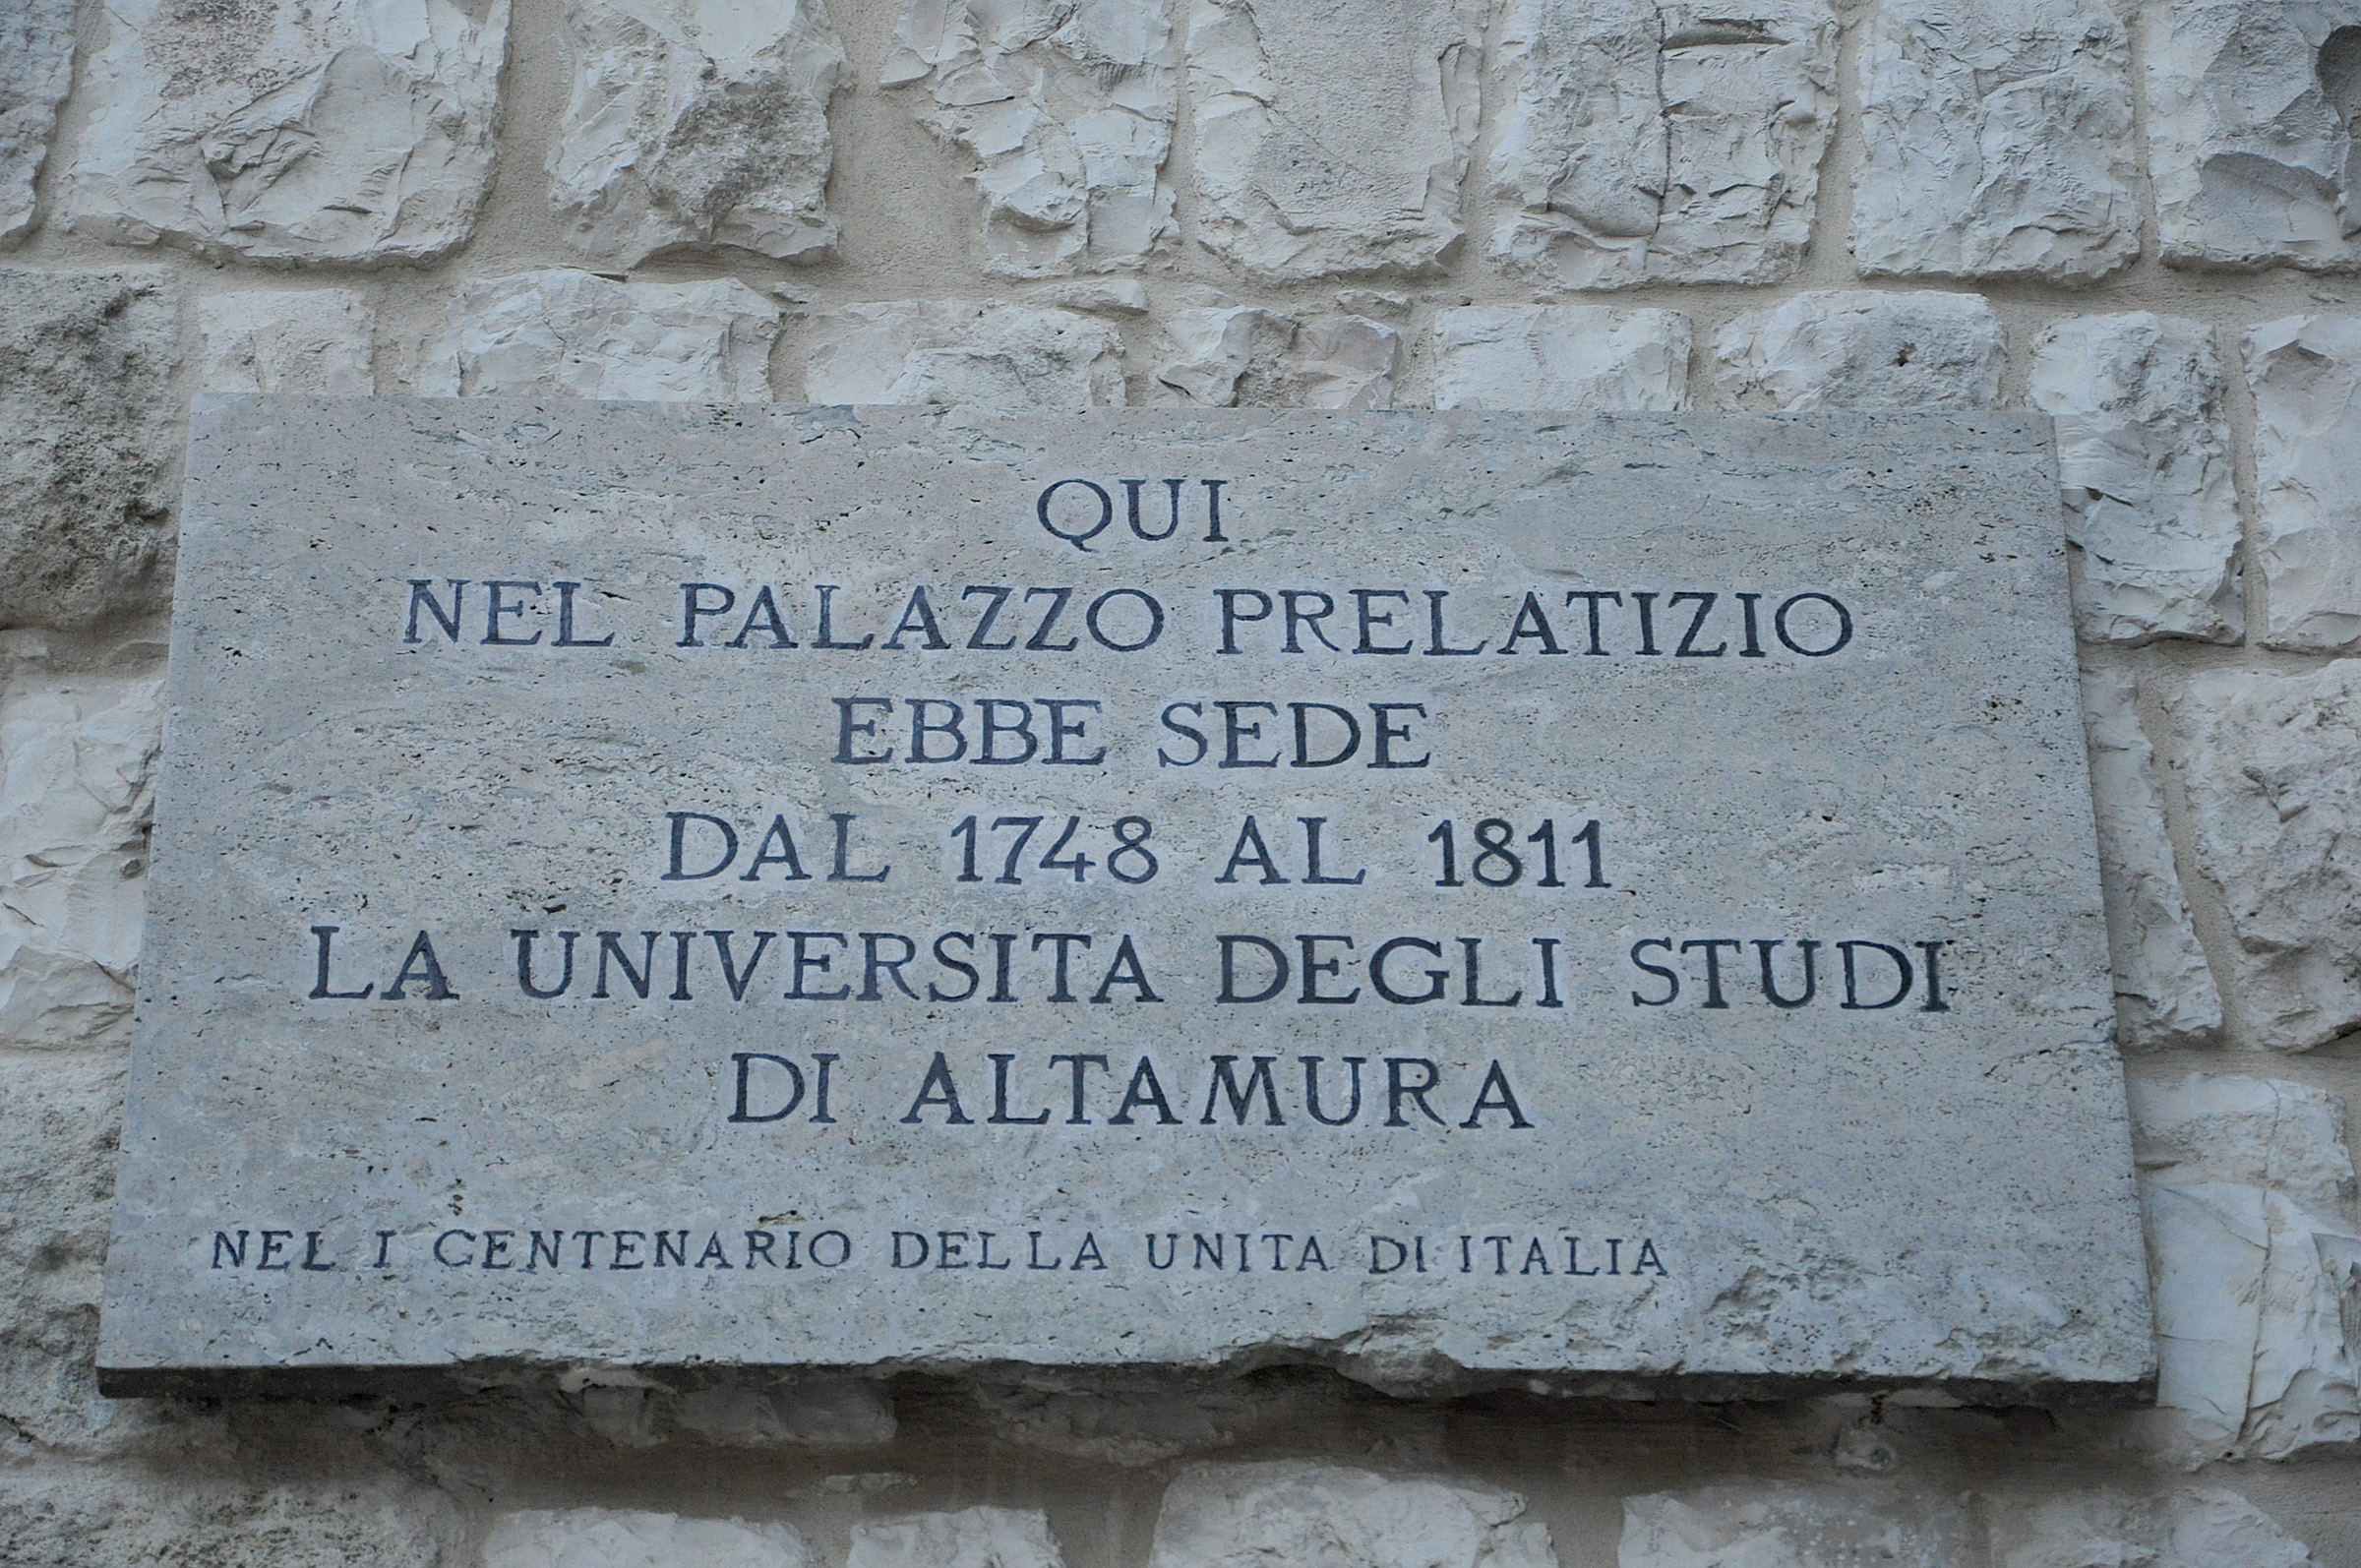 QUI
NEL PALAZZO PRELATIZIO
EBBE SEDE
DAL 1748 AL 1811
LA UNIVERSITA DEGLI STUDI
DI ALTAMURA
NEL I CENTENARIO DELLA UNITA DI ITALIA